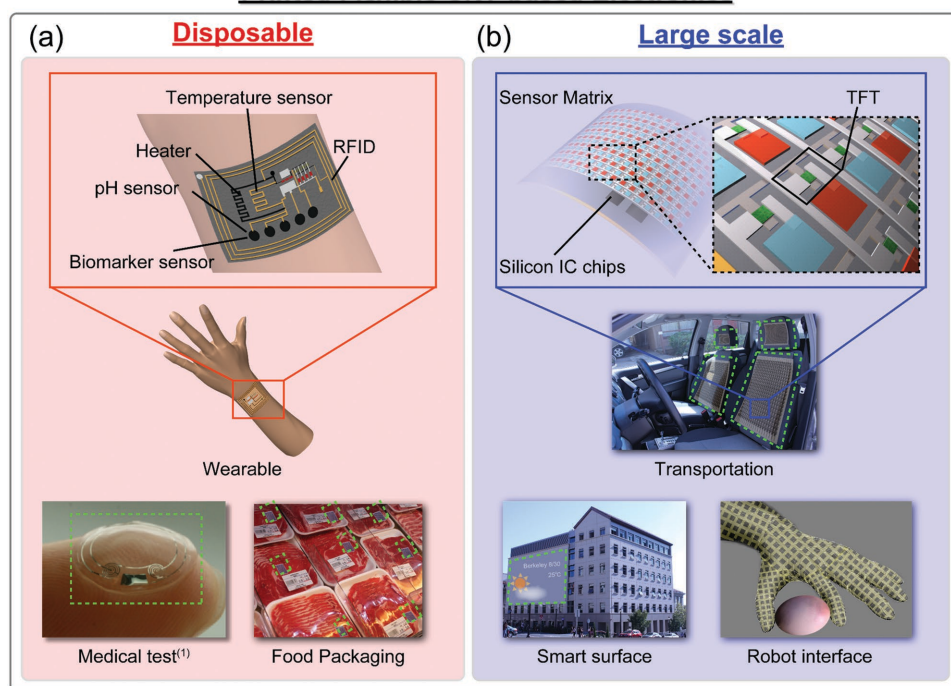 (a)
Disposable
Temperature sensor
Heater
RFID
pH sensor
Biomarker sensor
Wearable
Medical test(1)
Food Packaging
(b)
Large scale
Sensor Matrix
TFT
Silicon IC chips
Transportation
Berkeley 8/30
25°C
Smart surface
Robot interface